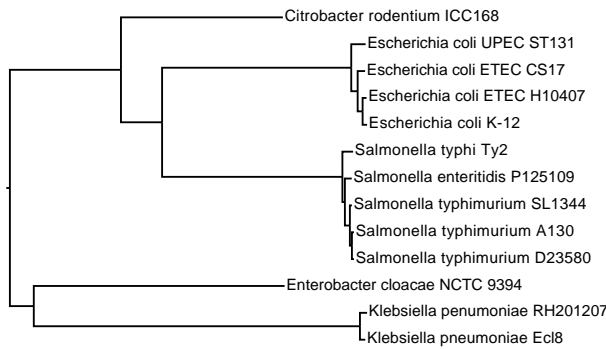 Citrobacter rodentium ICC168
Escherichia coli UPEC ST131
Escherichia coli ETEC CS17
Escherichia coli ETEC H10407
Escherichia coli K-12
Salmonella typhi Ty2
Salmonella enteritidis P125109
Salmonella typhimurium SL1344
Salmonella typhimurium A130
Salmonella typhimurium D23580
Enterobacter cloacae NCTC 9394
Klebsiella penumoniae RH201207
Klebsiella pneumoniae Ecl8